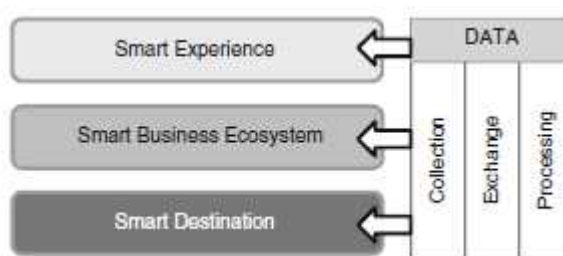 Smart Experience
Smart Business Ecosystem
Smart Destination
DATA
Collection
Exchange
Processing